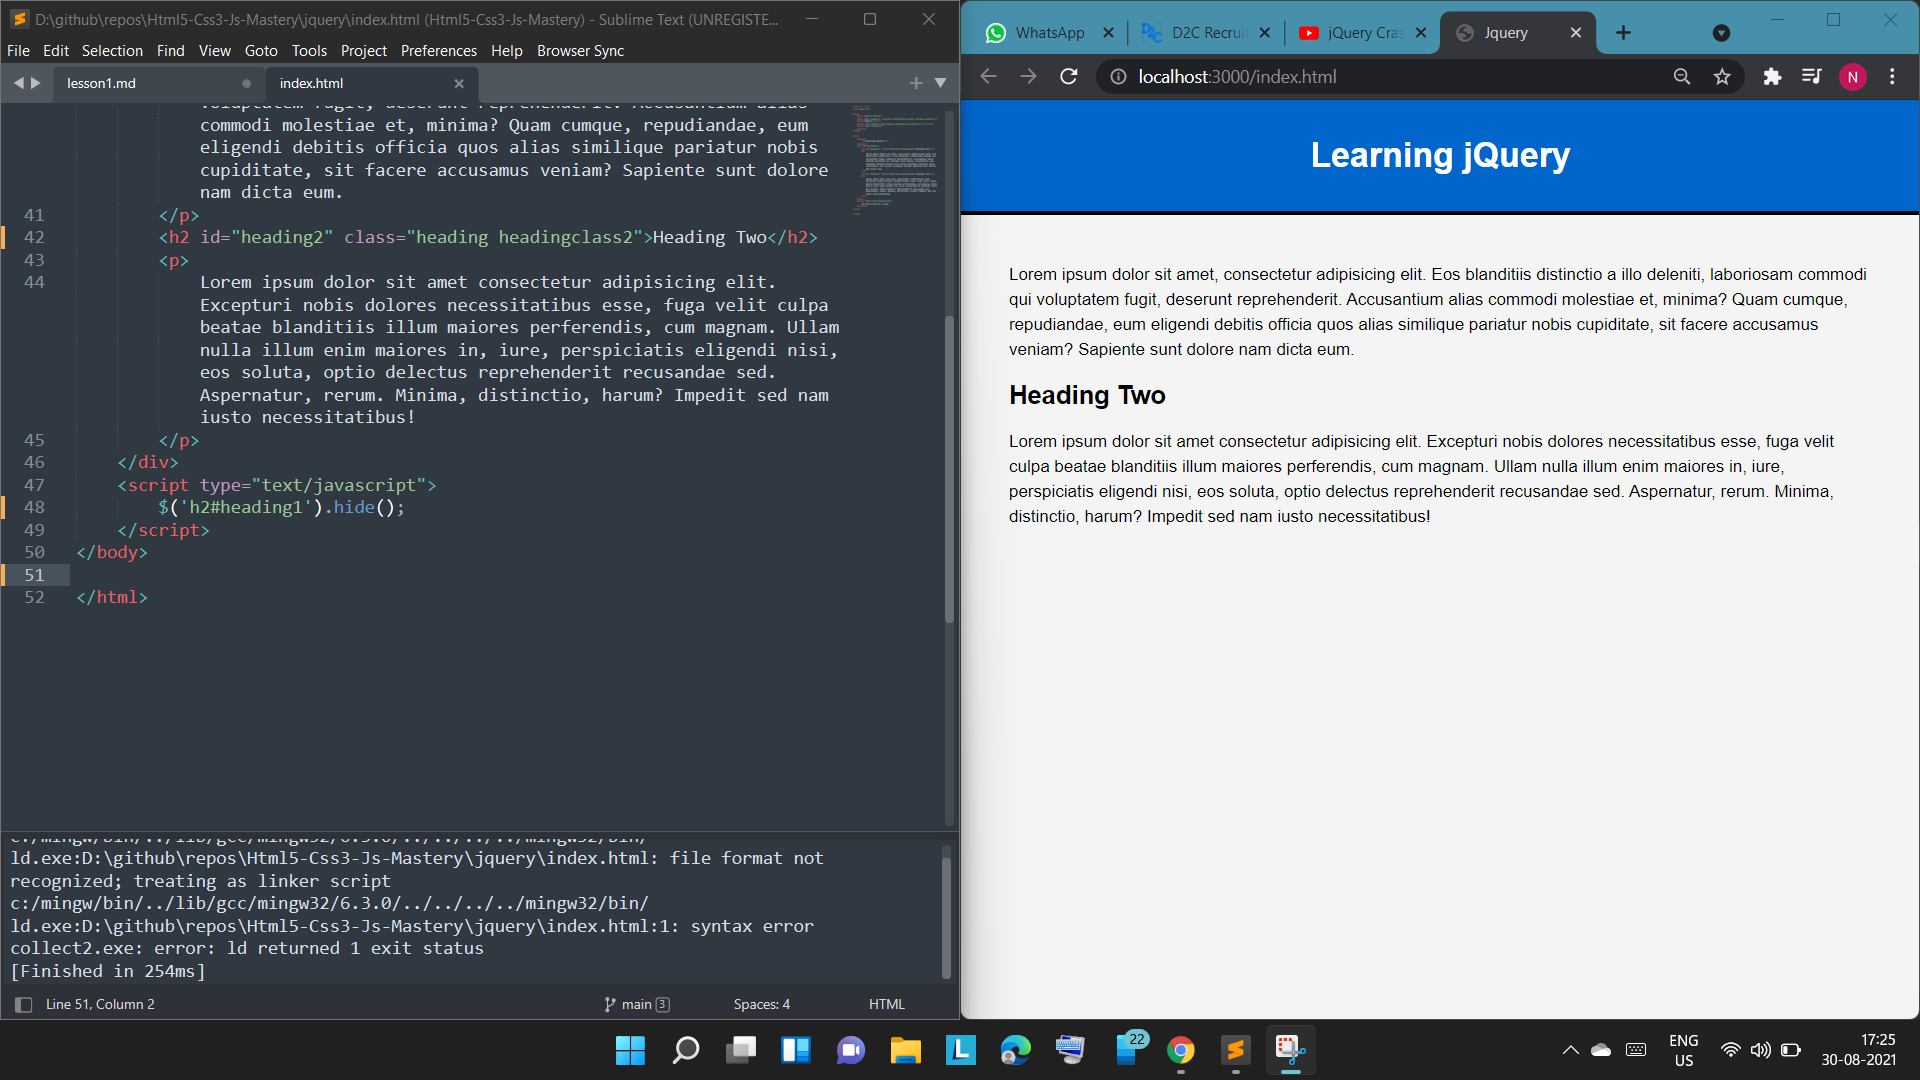 D:\github\repos\Html5-Css3-Js-Mastery\jquery\index.html (Html5-Css3-Js-Mastery) - Sublime Text (UNREGISTE...
File Edit Selection Find View Goto Tools Project Preferences Help Browser Sync
lesson1.md index.html
voluptatem fugit, deserunt reprehenderit. Accusantium alias
commodi molestiae et, minima? Quam cumque, repudiandae, eum
eligendi debitis officia quos alias similique pariatur nobis
cupiditate, sit facere accusamus veniam? Sapiente sunt dolore
nam dicta eum.
41 </p>
42 <h2 id="heading2" class="heading headingclass2">Heading Two</h2>
43 <p>
44 Lorem ipsum dolor sit amet consectetur adipisicing elit.
Excepturi nobis dolores necessitatibus esse, fuga velit culpa
beatae blanditiis illum maiores perferendis, cum magnam. Ullam
nulla illum enim maiores in, iure, perspiciatis eligendi nisi,
eos soluta, optio delectus reprehenderit recusandae sed.
Aspernatur, rerum. Minima, distinctio, harum? Impedit sed nam
iusto necessitatibus!
45 </p>
46 </div>
47 <script type="text/javascript">
48 $('h2#heading1').hide();
49 </script>
50 </body>
51
52 </html>
c:/mingw/bin/../lib/gcc/mingw32/6.3.0/../../../../mingw32/bin/
ld.exe:D:\github\repos\Html5-Css3-Js-Mastery\jquery\index.html: file format not
recognized; treating as linker script
c:/mingw/bin/../lib/gcc/mingw32/6.3.0/../../../../mingw32/bin/
ld.exe:D:\github\repos\Html5-Css3-Js-Mastery\jquery\index.html:1: syntax error
collect2.exe: error: ld returned 1 exit status
[Finished in 254ms]
Line 51, Column 2 main 3 Spaces: 4 HTML
WhatsApp D2C Recruit jQuery Cras Jquery
localhost:3000/index.html N
Learning jQuery
Lorem ipsum dolor sit amet, consectetur adipisicing elit. Eos blanditiis distinctio a illo deleniti, laboriosam commodi
qui voluptatem fugit, deserunt reprehenderit. Accusantium alias commodi molestiae et, minima? Quam cumque,
repudiandae, eum eligendi debitis officia quos alias similique pariatur nobis cupiditate, sit facere accusamus
veniam? Sapiente sunt dolore nam dicta eum.
Heading Two
Lorem ipsum dolor sit amet consectetur adipisicing elit. Excepturi nobis dolores necessitatibus esse, fuga velit
culpa beatae blanditiis illum maiores perferendis, cum magnam. Ullam nulla illum enim maiores in, iure,
perspiciatis eligendi nisi, eos soluta, optio delectus reprehenderit recusandae sed. Aspernatur, rerum. Minima,
distinctio, harum? Impedit sed nam iusto necessitatibus!
22
ENG
US
17:25
30-08-2021